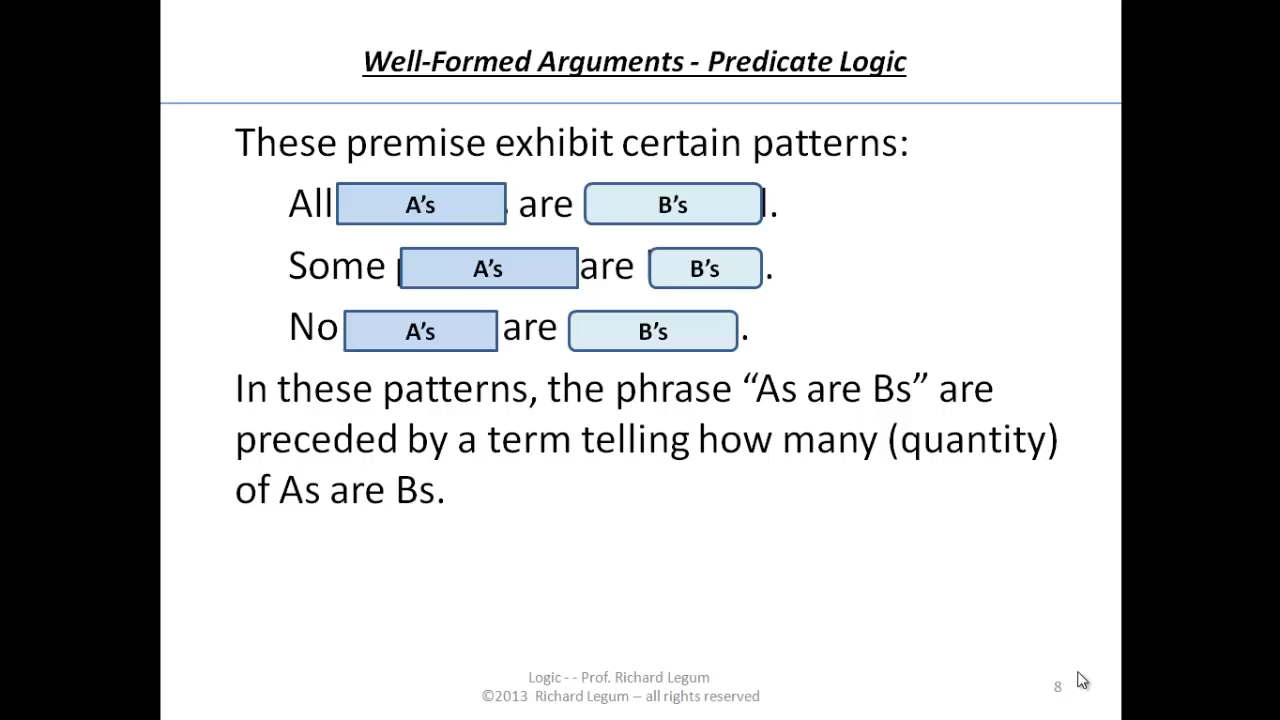 Well-Formed Arguments - Predicate Logic
These premise exhibit certain patterns:
All A's are B's.
Some A's are B's.
No A's are B's.
In these patterns, the phrase “As are Bs” are
preceded by a term telling how many (quantity)
of As are Bs.
Logic - - Prof. Richard Legum
©2013 Richard Legum – all rights reserved
8